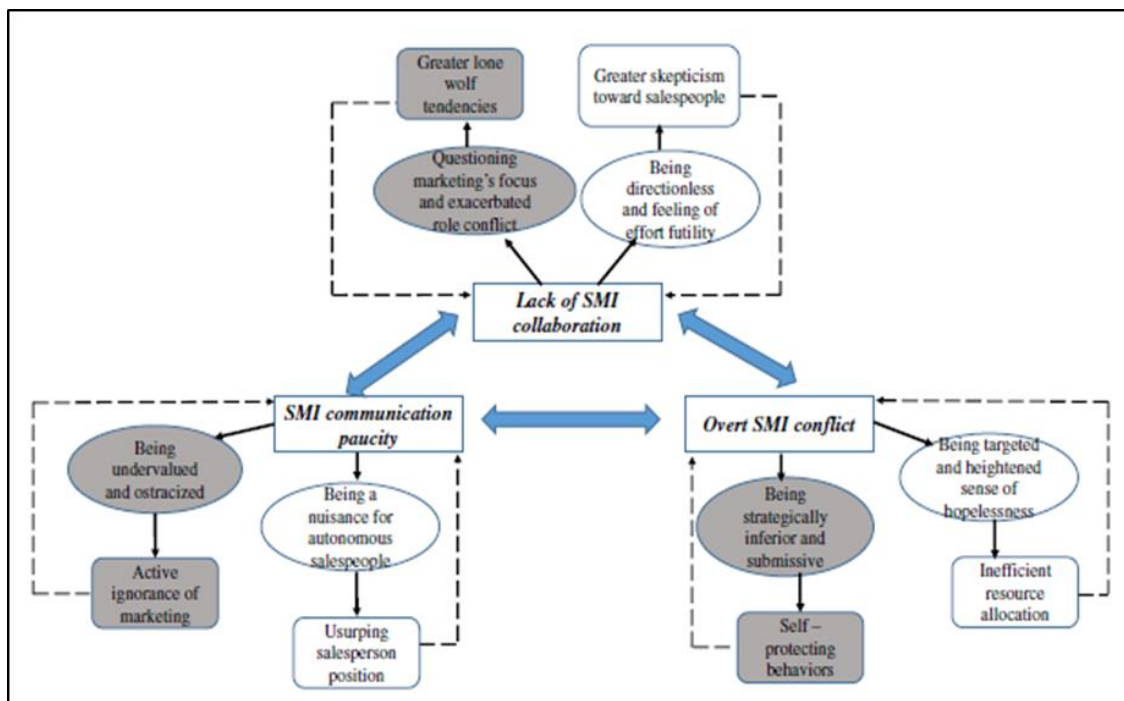 Greater lone
wolf
tendencies
Greater skepticism
toward salespeople
Questioning
marketing's focus
and exacerbated
role conflict
Being
directionless
and feeling of
effort futility
Lack of SMI
collaboration
SMI communication
paucity
Overt SMI conflict
Being
undervalued
and ostracized
Being a
nuisance for
autonomous
salespeople
Being
strategically
inferior and
submissive
Being targeted
and heightened
sense of
hopelessness
Active
ignorance of
marketing
Usurping
salesperson
position
Self –
protecting
behaviors
Inefficient
resource
allocation